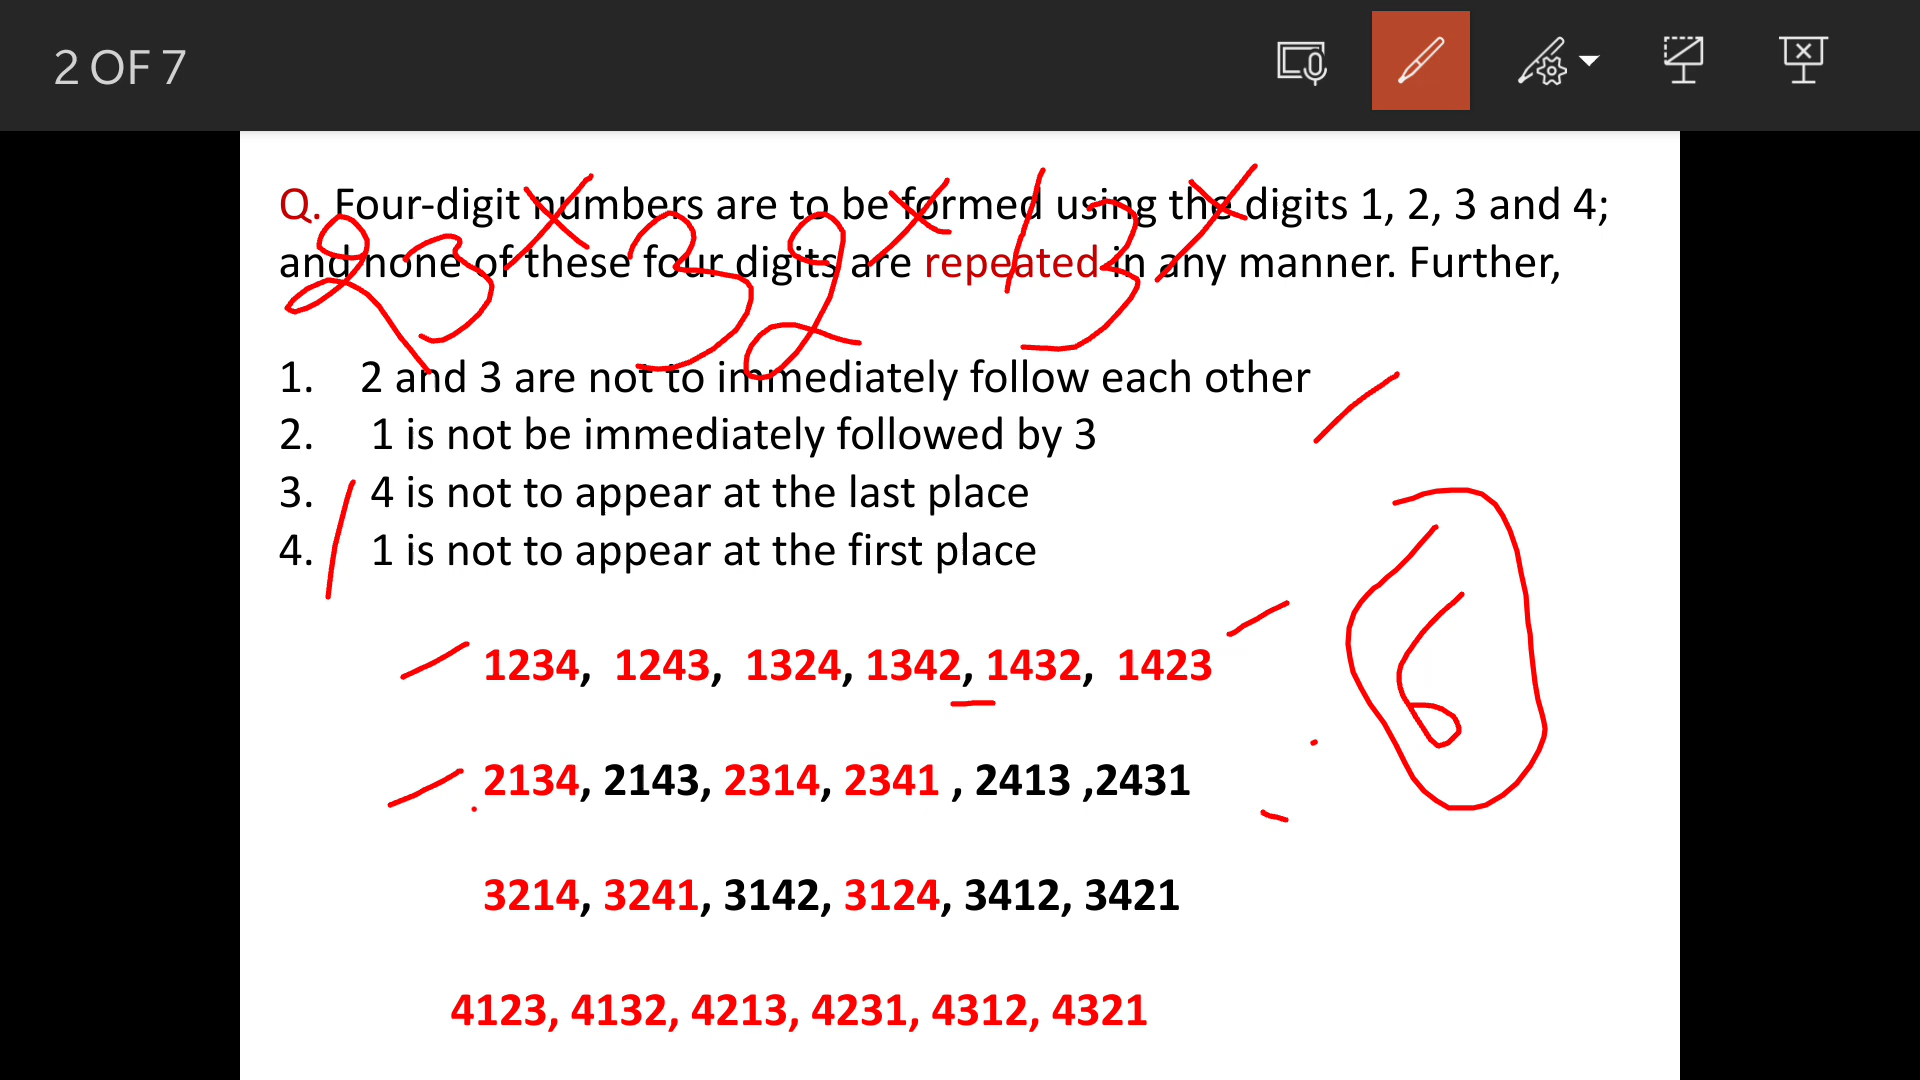 2 OF 7
Q. Four-digit numbers are to be formed using the digits 1, 2, 3 and 4;
and none of these four digits are repeated in any manner. Further,
23 x 32 x 13 x
1. 2 and 3 are not to immediately follow each other
2. 1 is not be immediately followed by 3
3. 4 is not to appear at the last place
4. 1 is not to appear at the first place
6
1234, 1243, 1324, 1342, 1432, 1423
2134, 2143, 2314, 2341 , 2413 ,2431
3214, 3241, 3142, 3124, 3412, 3421
4123, 4132, 4213, 4231, 4312, 4321